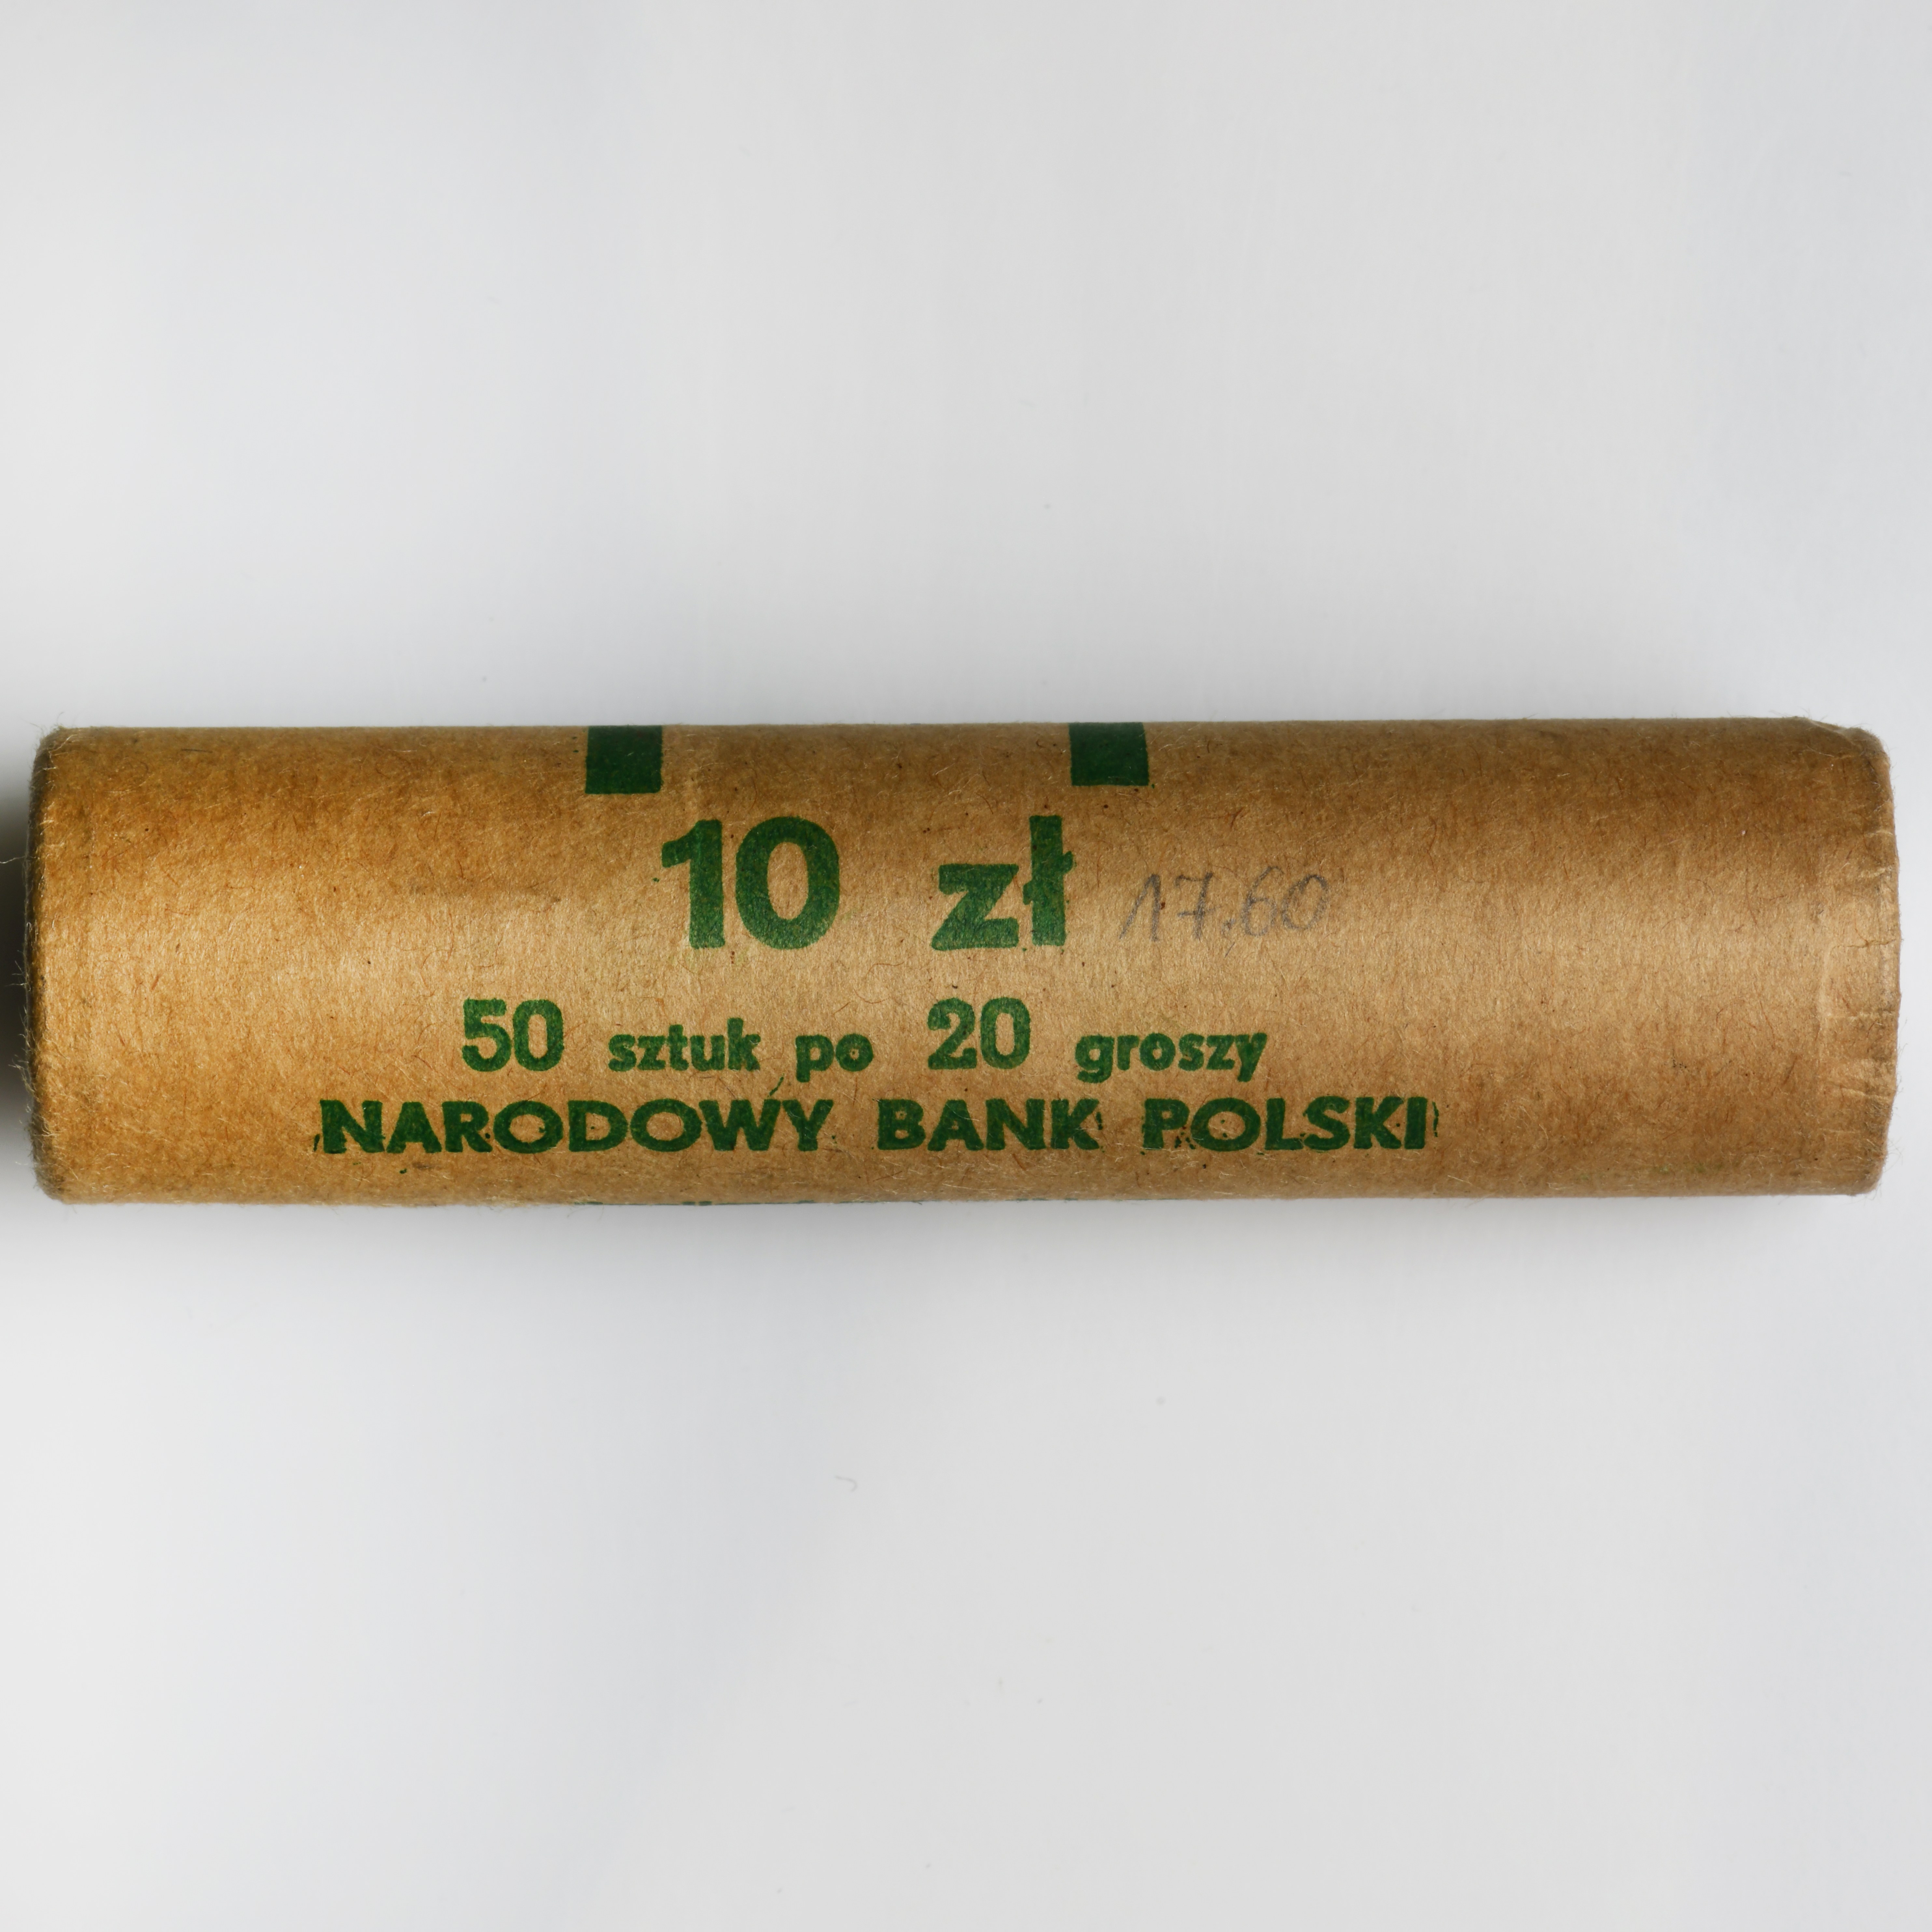 10 zł 17.60
50 sztuk po 20 groszy
NARODOWY BANK POLSKI